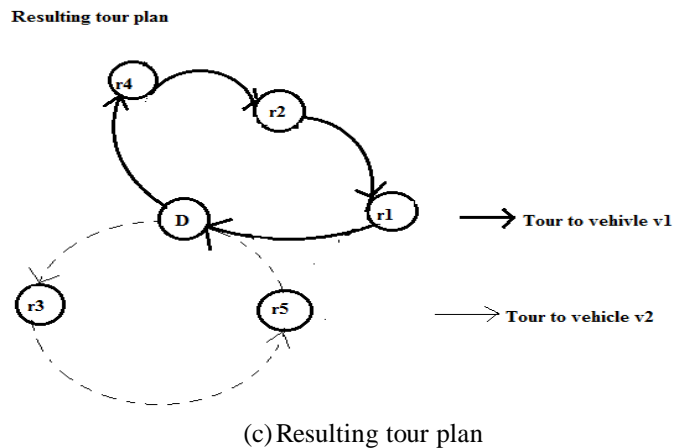 Resulting tour plan
r4
r2
D
r1
Tour to vehivle v1
r3
r5
Tour to vehicle v2
(c) Resulting tour plan